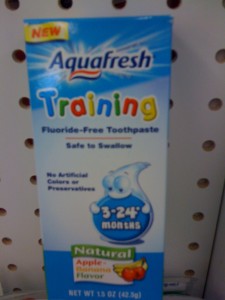 NEW
Aquafresh
Training
Fluoride-Free Toothpaste
Safe to Swallow
No Artificial
Colors or
Preservatives
3-24
months
Natural
Apple-
Banana
Flavor
NET WT 1.5 OZ (42.5g)